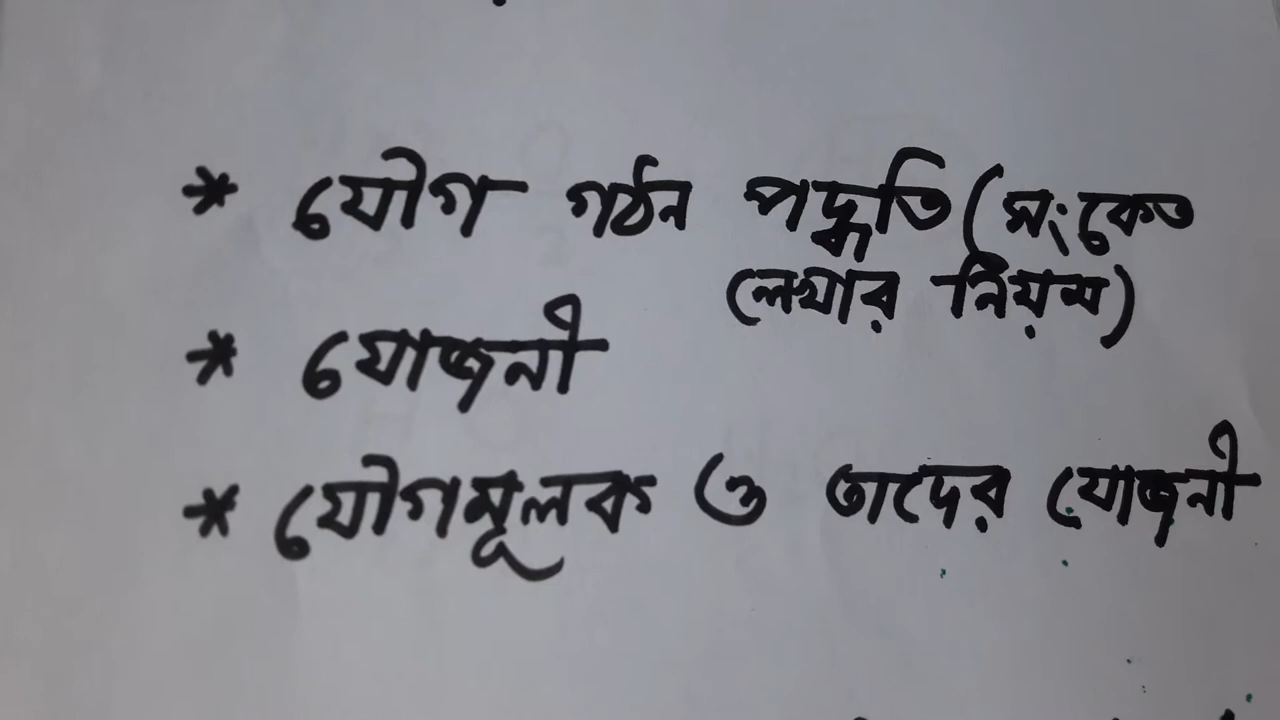 * যৌগ গঠন পদ্ধতি (সংকেত
লেখার নিয়ম)
* যোজনী
* যৌগমূলক ও তাদের যোজনী